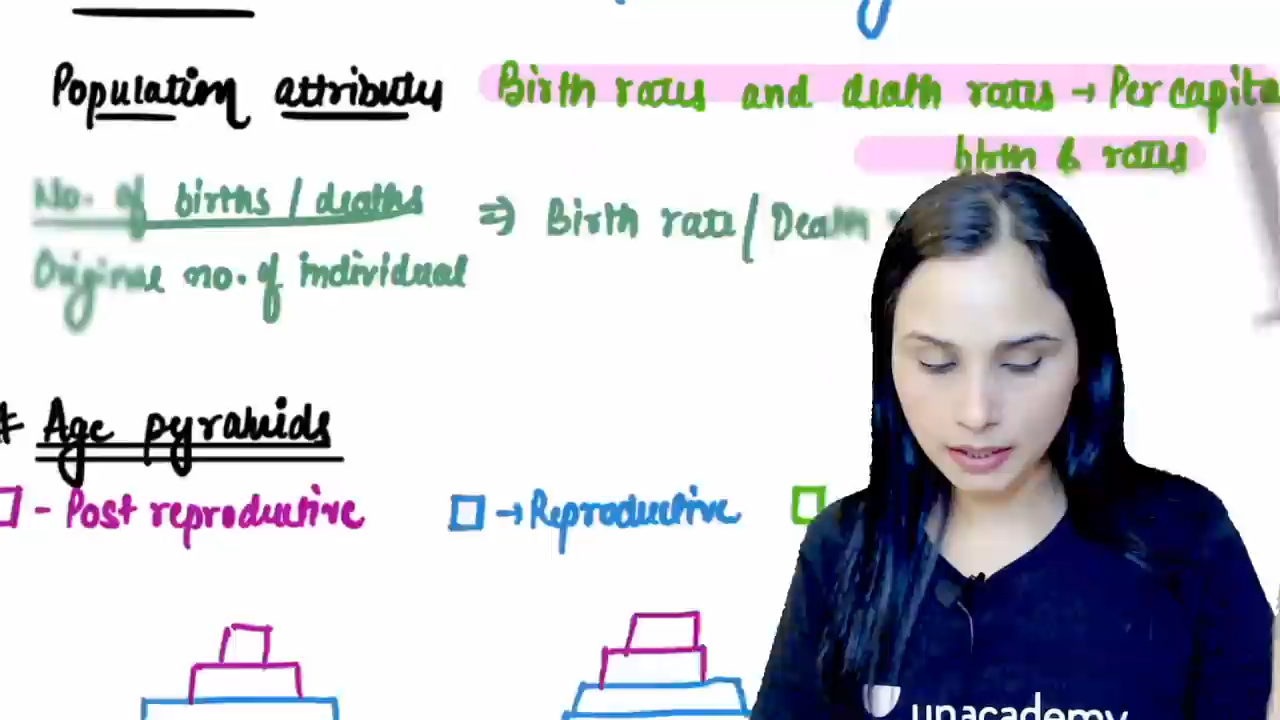 Population attributes Birth rates and death rates → Per capita
birth & rates
No. of births / deaths
⇒ Birth rate / Death
Original no. of individual
# Age pyramids
- Post reproductive → Reproductive
unacademy